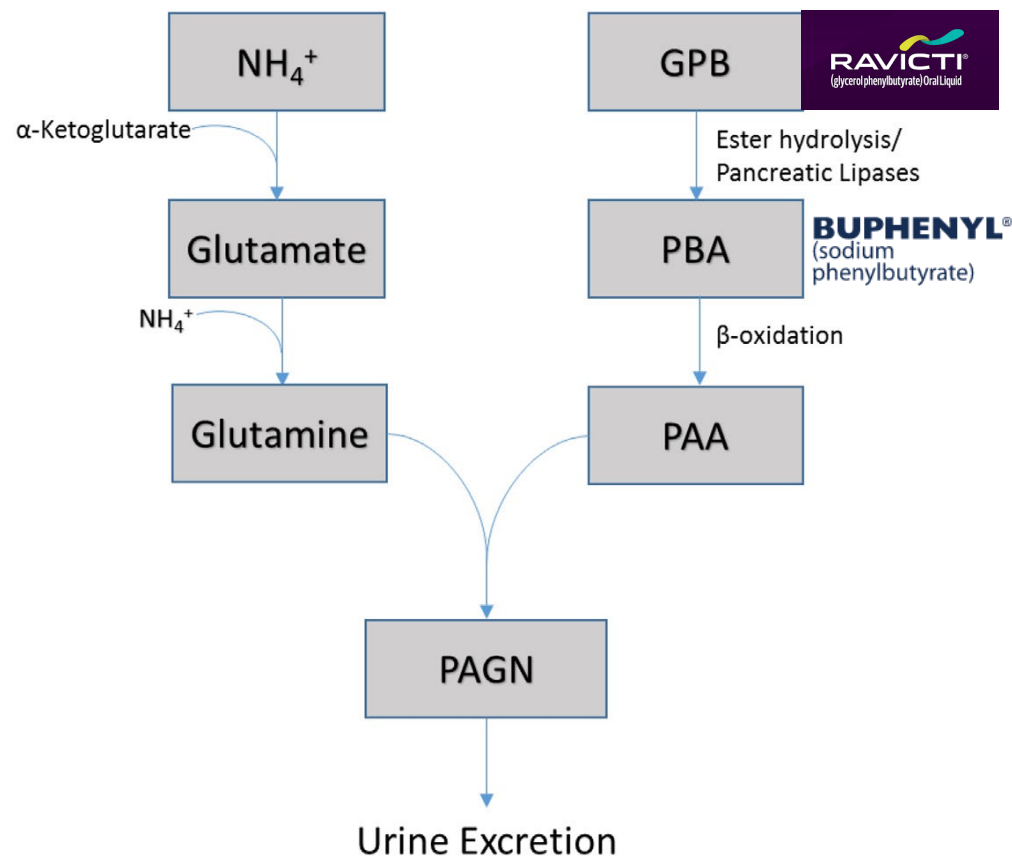 NH₄⁺
GPB
RAVICTI®
(glycerol phenylbutyrate) Oral Liquid
α-Ketoglutarate
Ester hydrolysis/
Pancreatic Lipases
Glutamate
PBA
BUPHENYL®
(sodium
phenylbutyrate)
NH₄⁺
β-oxidation
Glutamine
PAA
PAGN
Urine Excretion